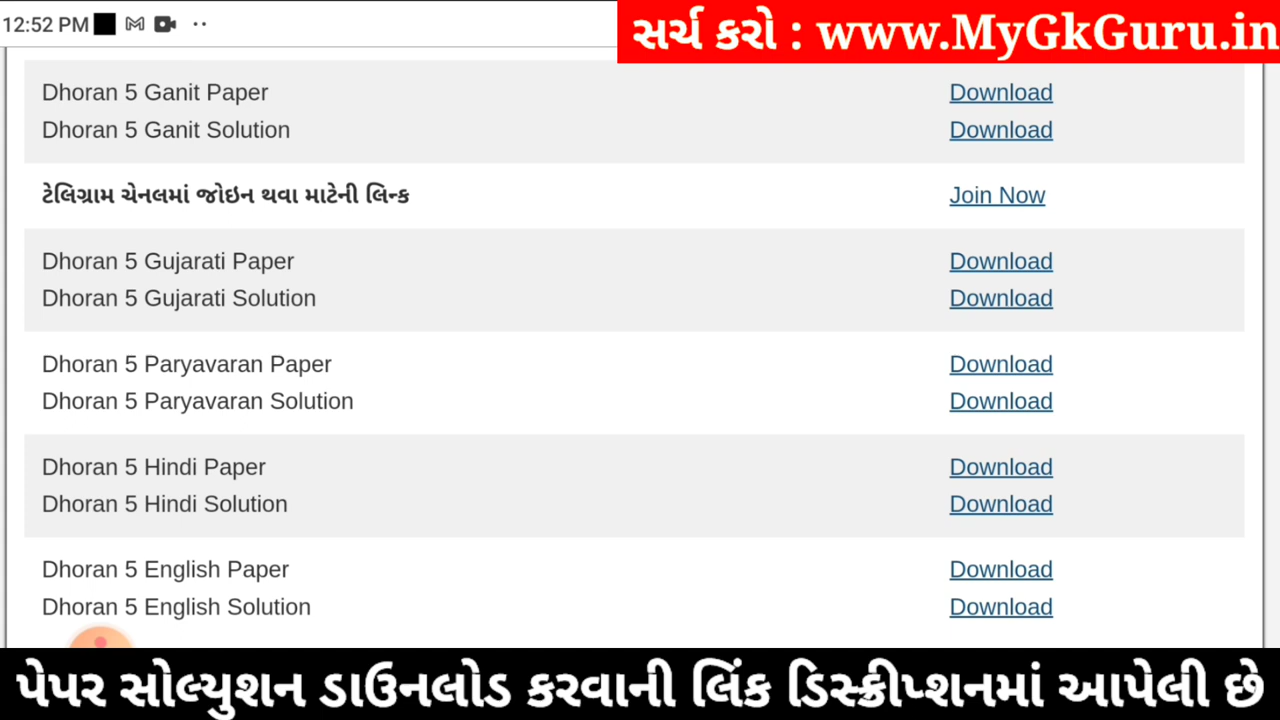 12:52 PM
સર્ચ કરો : www.MyGkGuru.in
Dhoran 5 Ganit Paper Download
Dhoran 5 Ganit Solution Download
ટેલિગ્રામ ચેનલમાં જોઇન થવા માટેની લિન્ક Join Now
Dhoran 5 Gujarati Paper Download
Dhoran 5 Gujarati Solution Download
Dhoran 5 Paryavaran Paper Download
Dhoran 5 Paryavaran Solution Download
Dhoran 5 Hindi Paper Download
Dhoran 5 Hindi Solution Download
Dhoran 5 English Paper Download
Dhoran 5 English Solution Download
પેપર સોલ્યુશન ડાઉનલોડ કરવાની લિંક ડિસ્ક્રીપ્શનમાં આપેલી છે